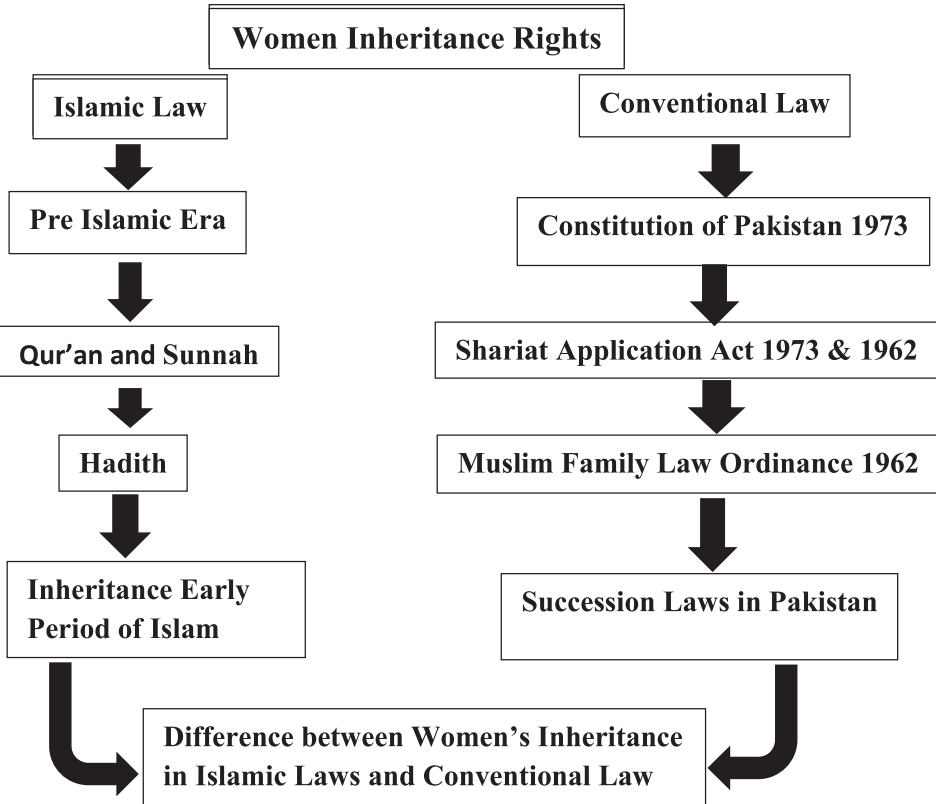 Women Inheritance Rights
Islamic Law
Pre Islamic Era
Qur’an and Sunnah
Hadith
Inheritance Early
Period of Islam
Conventional Law
Constitution of Pakistan 1973
Shariat Application Act 1973 & 1962
Muslim Family Law Ordinance 1962
Succession Laws in Pakistan
Difference between Women’s Inheritance
in Islamic Laws and Conventional Law